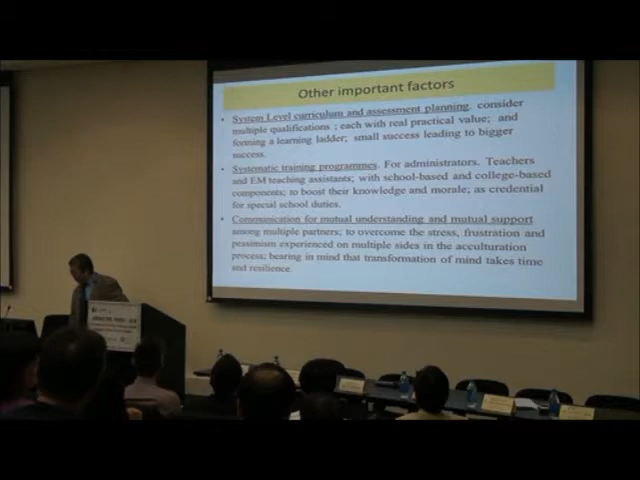 Other important factors
• System Level curriculum and assessment planning. consider
multiple qualifications ; each with real practical value; and
forming a learning ladder; small success leading to bigger
success.
• Systematic training programmes. For administrators. Teachers
and EM teaching assistants; with school-based and college-based
components; to boost their knowledge and morale; as credential
for special school duties.
• Communication for mutual understanding and mutual support
among multiple partners; to overcome the stress, frustration and
pessimism experienced on multiple sides in the acculturation
process; bearing in mind that transformation of mind takes time
and resilience.